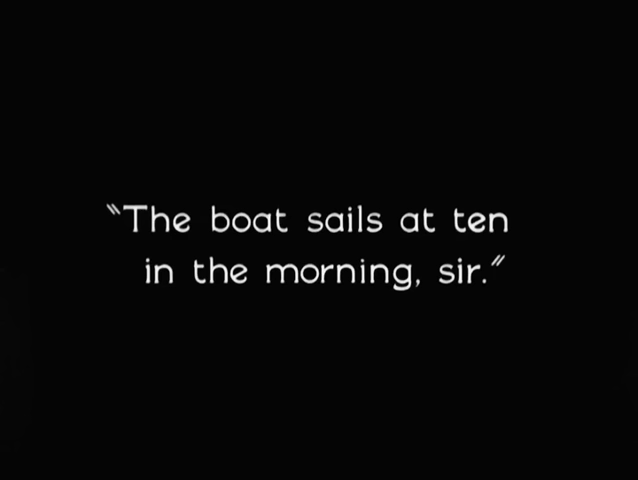 "The boat sails at ten
in the morning, sir."